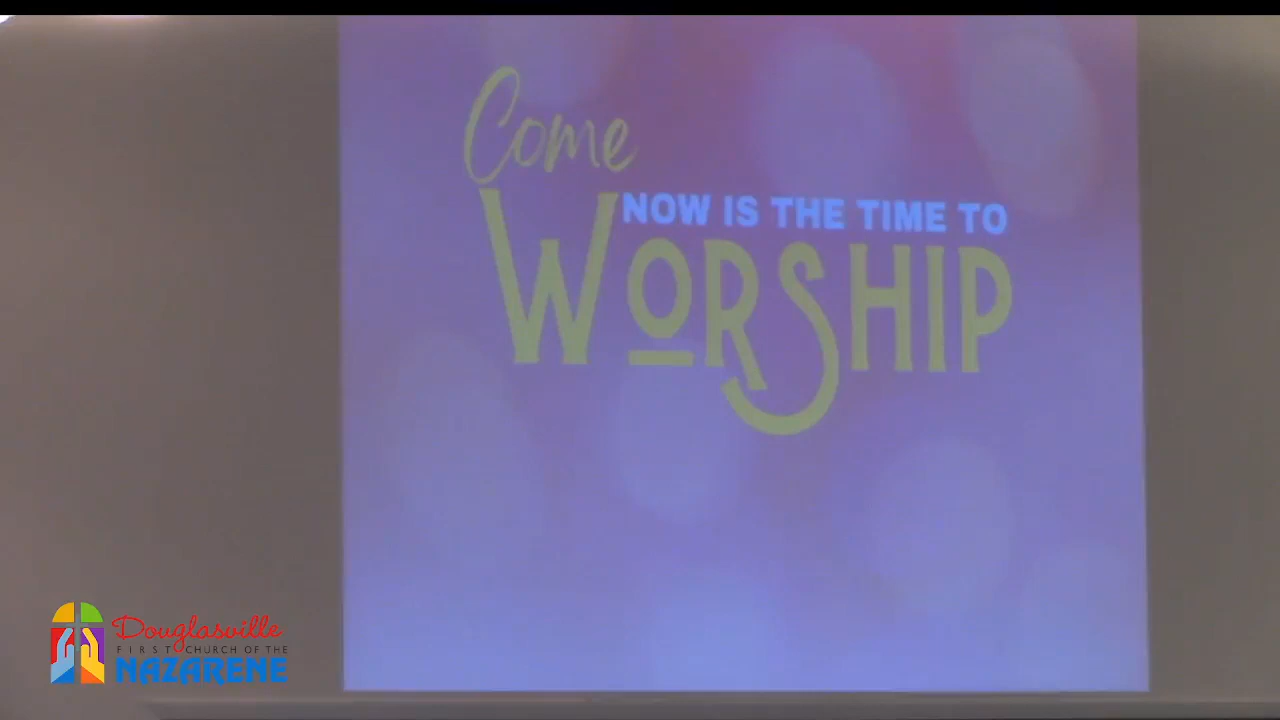 Come
NOW IS THE TIME TO
WORSHIP
Douglasville
FIRST CHURCH OF THE
NAZARENE